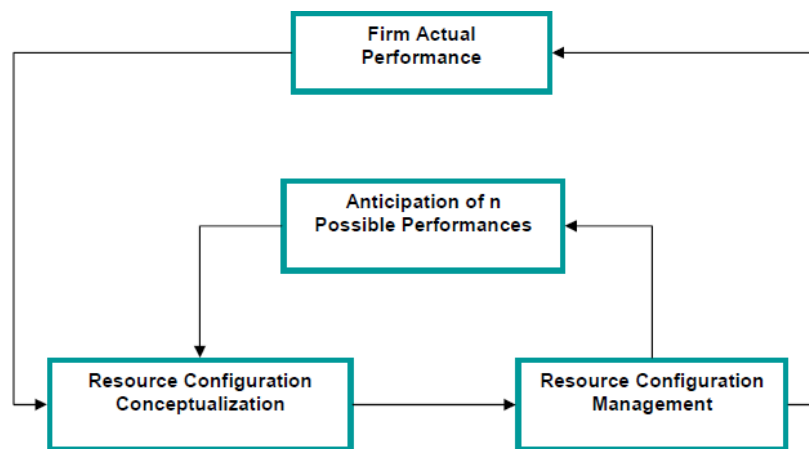 Firm Actual
Performance
Anticipation of n
Possible Performances
Resource Configuration
Conceptualization
Resource Configuration
Management